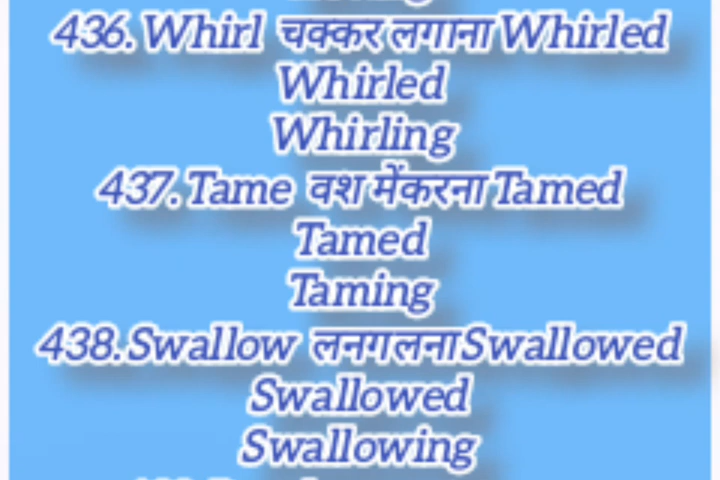 436. Whirl चक्कर लगाना Whirled
Whirled
Whirling
437. Tame वश मेंकरना Tamed
Tamed
Taming
438. Swallow लनगलना Swallowed
Swallowed
Swallowing